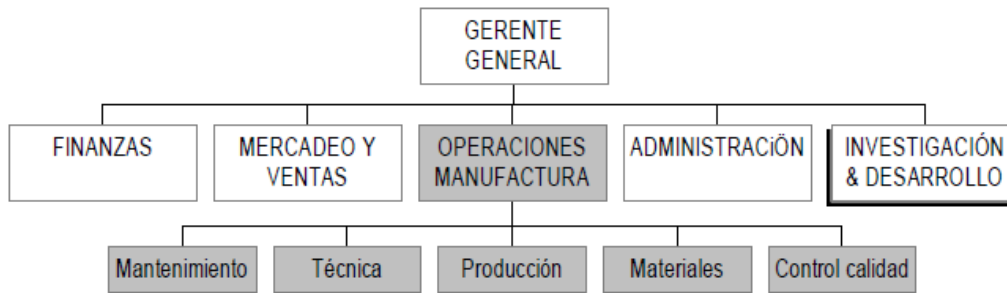 GERENTE
GENERAL
FINANZAS
MERCADEO Y
VENTAS
OPERACIONES
MANUFACTURA
ADMINISTRACiÖN
INVESTIGACIÓN
& DESARROLLO
Mantenimiento
Técnica
Producción
Materiales
Control calidad